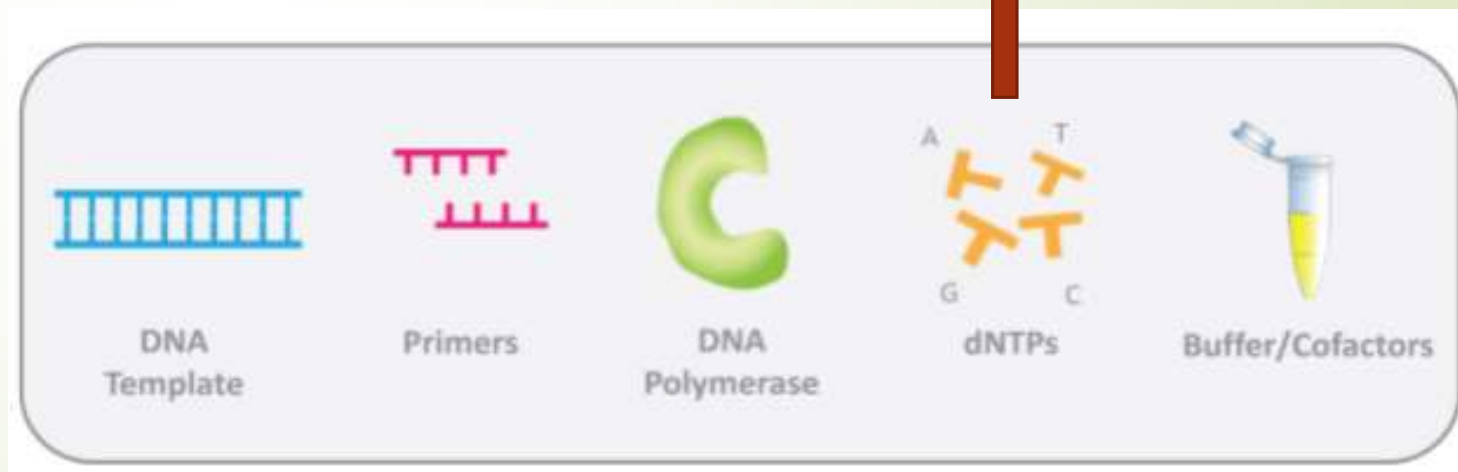 A T
G C
DNA
Template
Primers
DNA
Polymerase
dNTPs
Buffer/Cofactors